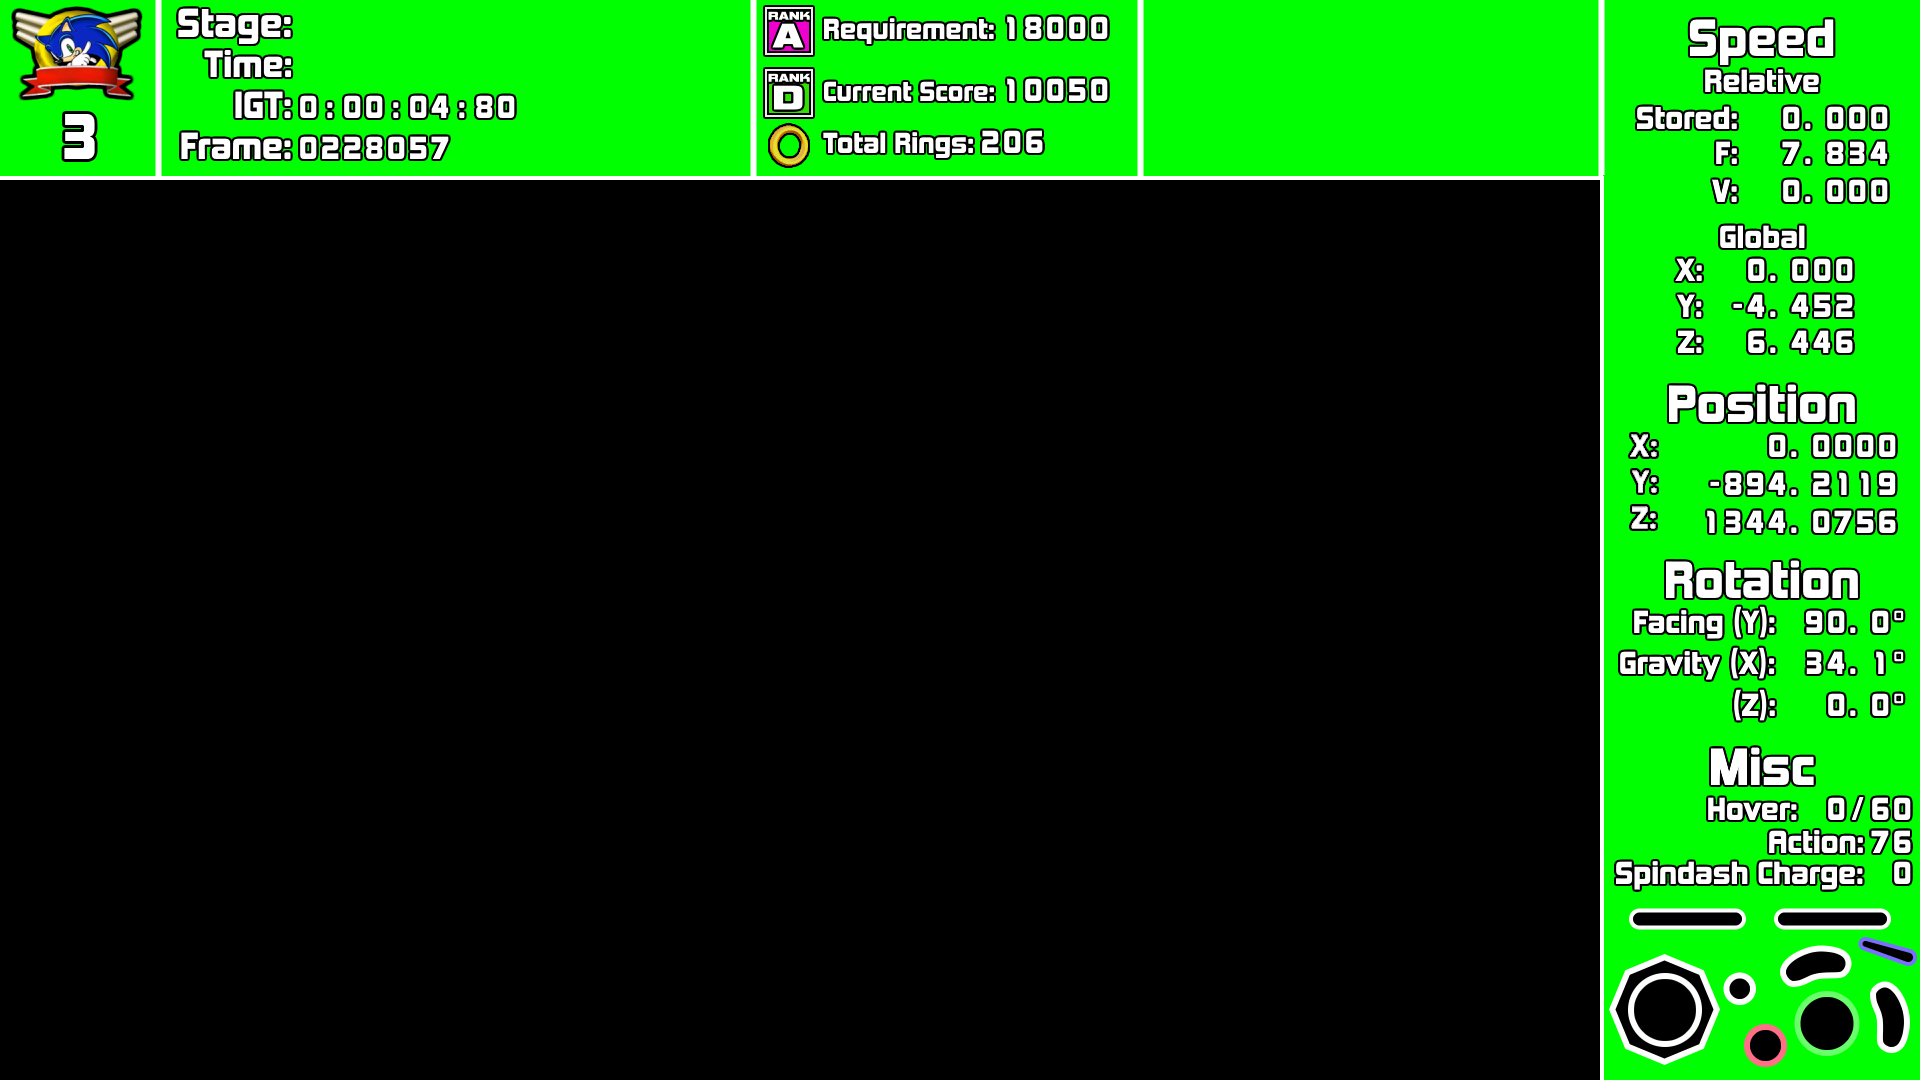 3
Stage:
Time:
IGT: 0:00:04:80
Frame: 0228057
RANK A Requirement: 18000
RANK D Current Score: 10050
Total Rings: 206
Speed
Relative
Stored: 0.000
F: 7.834
V: 0.000
Global
X: 0.000
Y: -4.452
Z: 6.446
Position
X: 0.0000
Y: -894.2119
Z: 1344.0756
Rotation
Facing (Y): 90.0°
Gravity (X): 34.1°
(Z): 0.0°
Misc
Hover: 0/60
Action: 76
Spindash Charge: 0